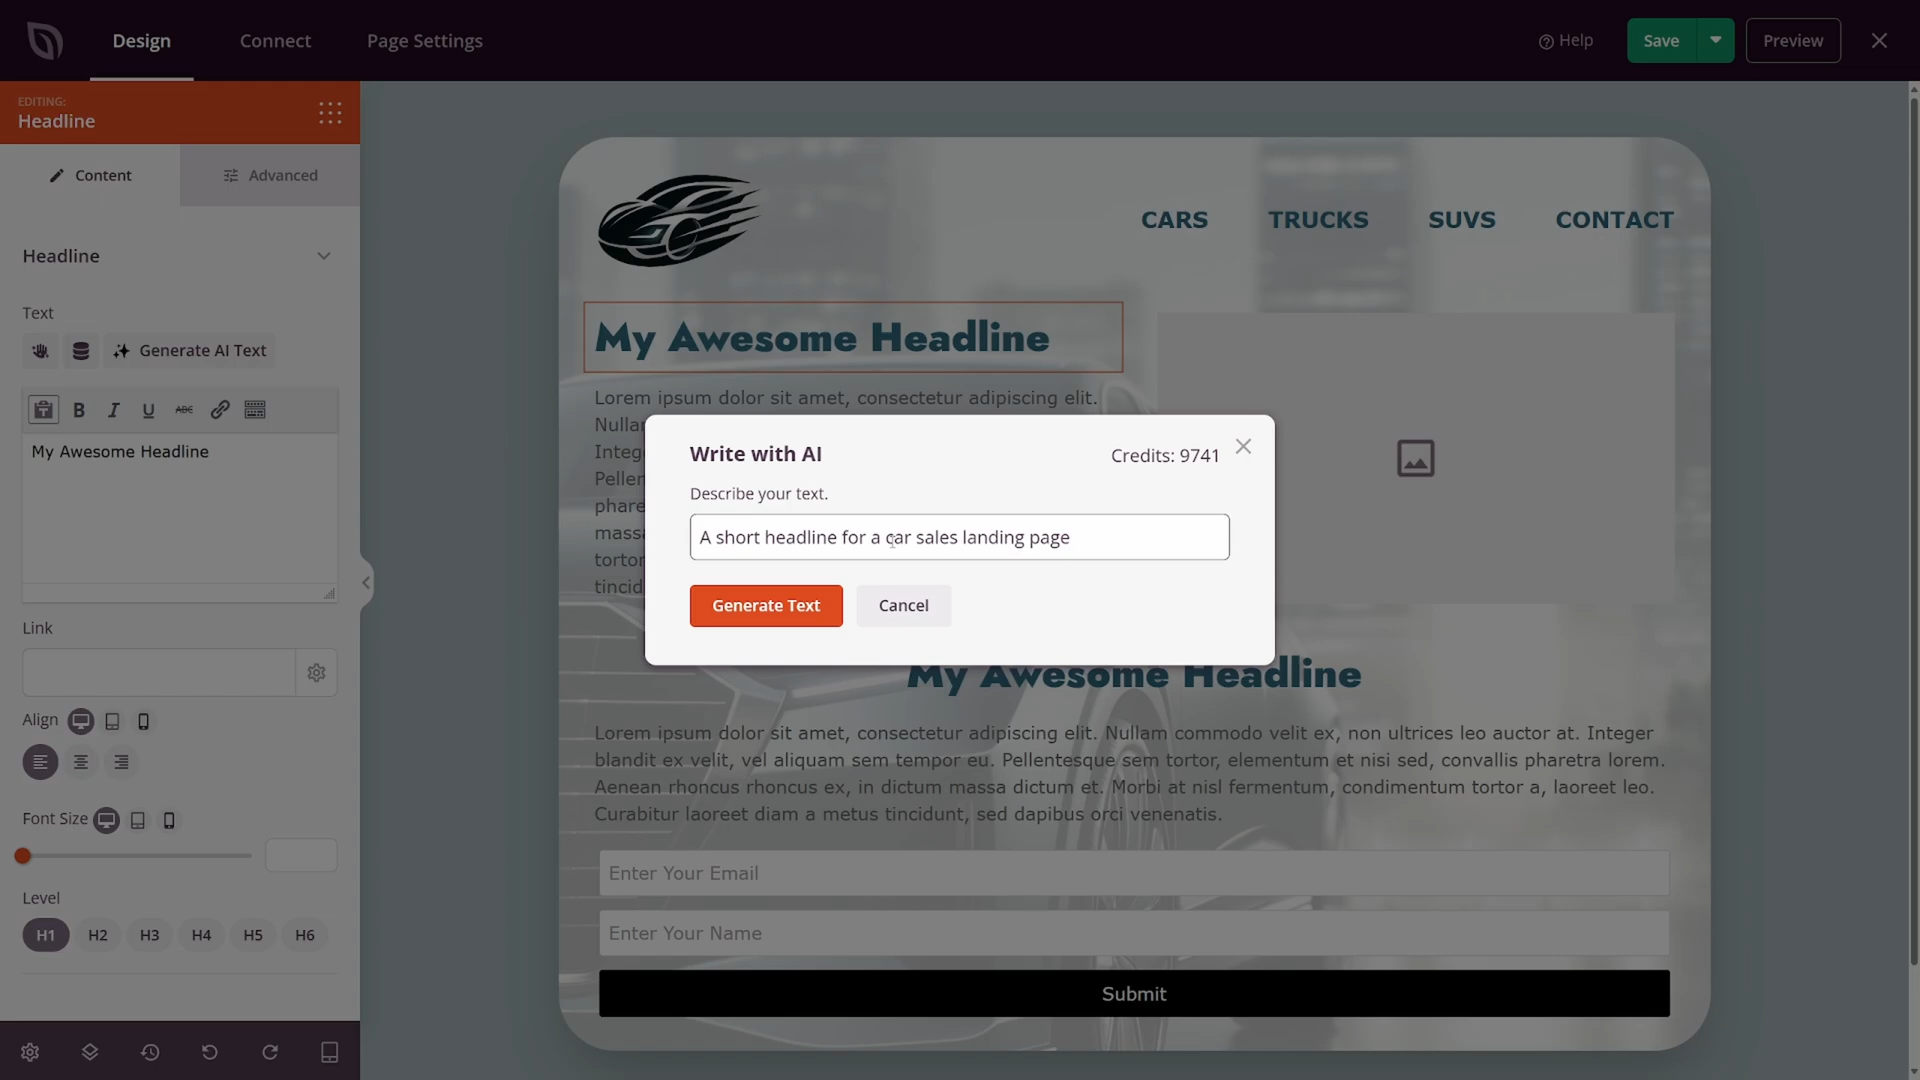 Design
Connect
Page Settings
Help
Save
Preview
EDITING:
Headline
Content
Advanced
Headline
Text
Generate AI Text
B I U ABC
My Awesome Headline
Link
Align
Font Size
Level
H1 H2 H3 H4 H5 H6
CARS TRUCKS SUVS CONTACT
My Awesome Headline
Lorem ipsum dolor sit amet, consectetur adipiscing elit.
Write with AI
Credits: 9741
Describe your text.
A short headline for a car sales landing page
Generate Text
Cancel
My Awesome Headline
Lorem ipsum dolor sit amet, consectetur adipiscing elit. Nullam commodo velit ex, non ultrices leo auctor at. Integer
blandit ex velit, vel aliquam sem tempor eu. Pellentesque sem tortor, elementum et nisi sed, convallis pharetra lorem.
Aenean rhoncus rhoncus ex, in dictum massa dictum et. Morbi at nisl fermentum, condimentum tortor a, laoreet leo.
Curabitur laoreet diam a metus tincidunt, sed dapibus orci venenatis.
Enter Your Email
Enter Your Name
Submit